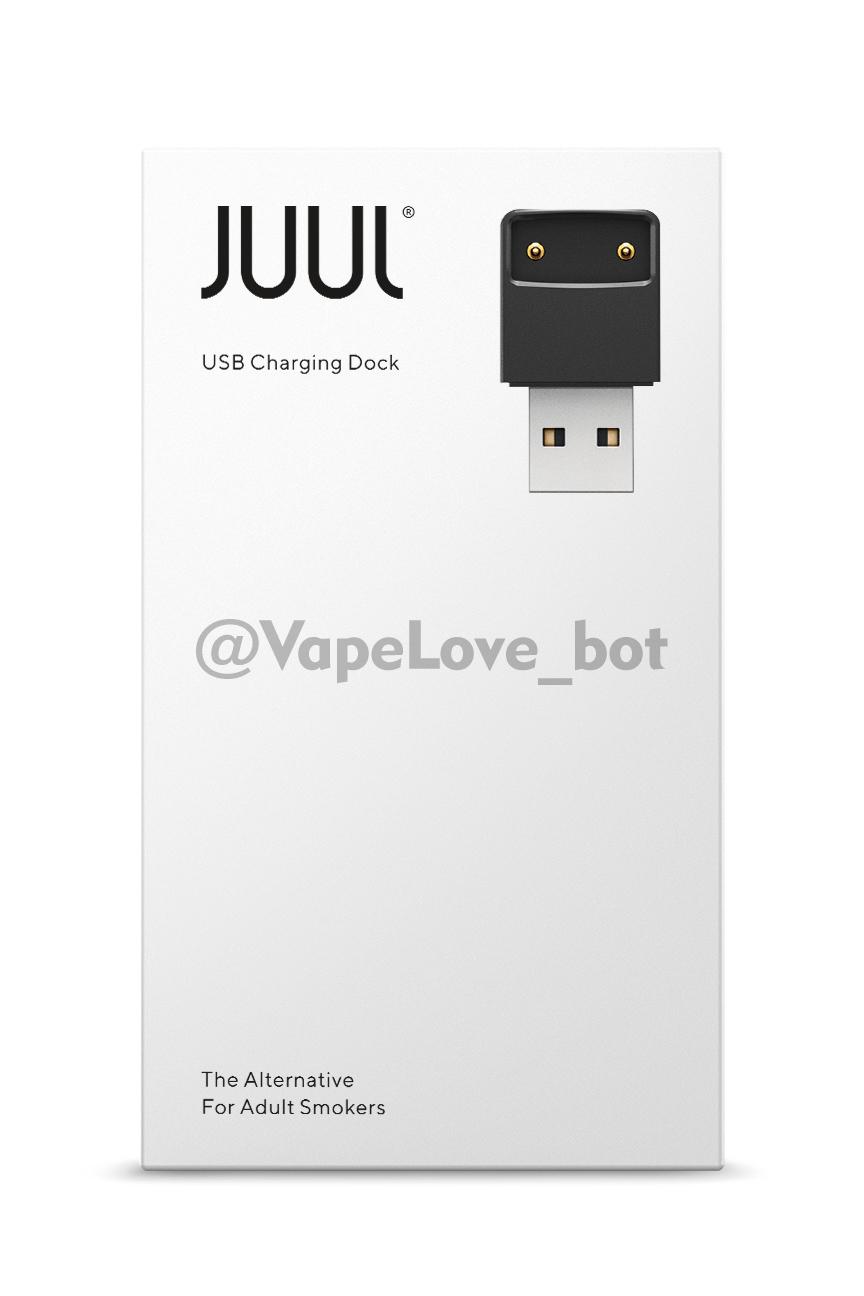 JUUL®
USB Charging Dock
@VapeLove_bot
The Alternative
For Adult Smokers